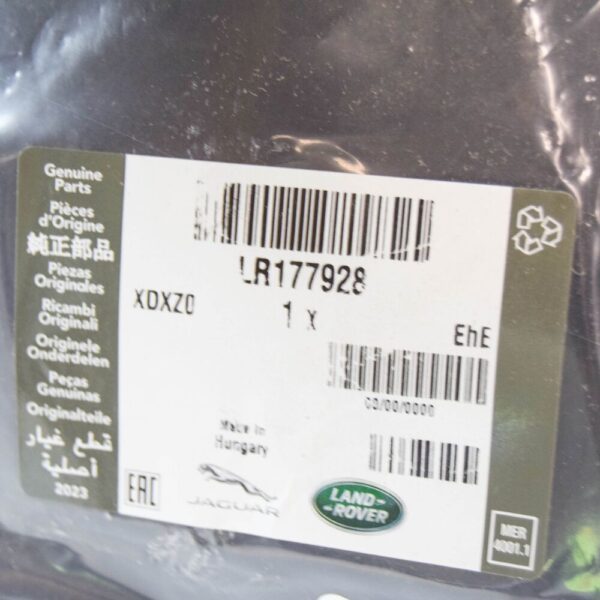 Genuine
Parts
Pièces
d'Origine
純正部品
Piezas
Originales
Ricambi
Originali
Originele
Onderdelen
Peças
Genuinas
Originalteile
قطع غيار
أصلية
2023
LR177928
XDXZ0
1 x
EhE
C0/00/0000
Made in
Hungary
EAC
JAGUAR
LAND-
-ROVER
MER
4001.1